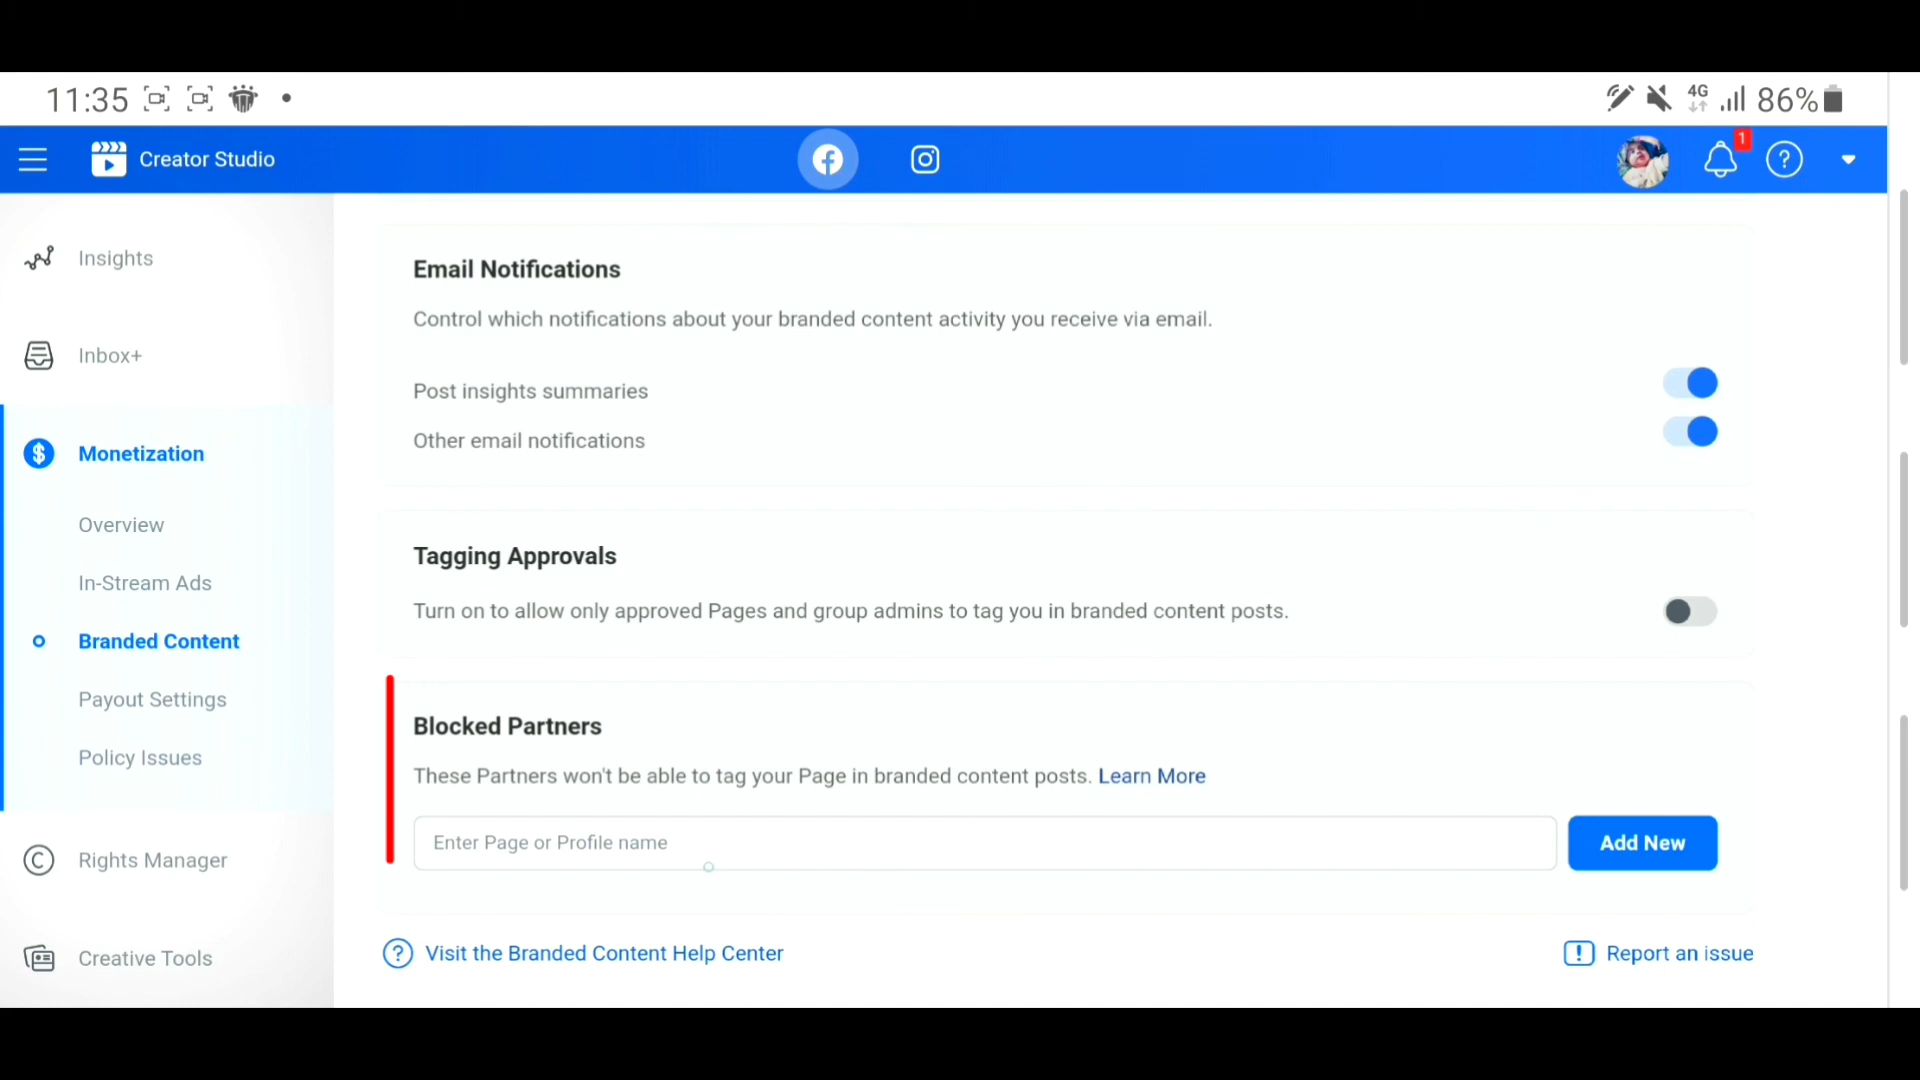 11:35
4G
86%
Creator Studio
1
Insights
Inbox+
Monetization
Overview
In-Stream Ads
Branded Content
Payout Settings
Policy Issues
Rights Manager
Creative Tools
Email Notifications
Control which notifications about your branded content activity you receive via email.
Post insights summaries
Other email notifications
Tagging Approvals
Turn on to allow only approved Pages and group admins to tag you in branded content posts.
Blocked Partners
These Partners won't be able to tag your Page in branded content posts. Learn More
Enter Page or Profile name
Add New
Visit the Branded Content Help Center
Report an issue